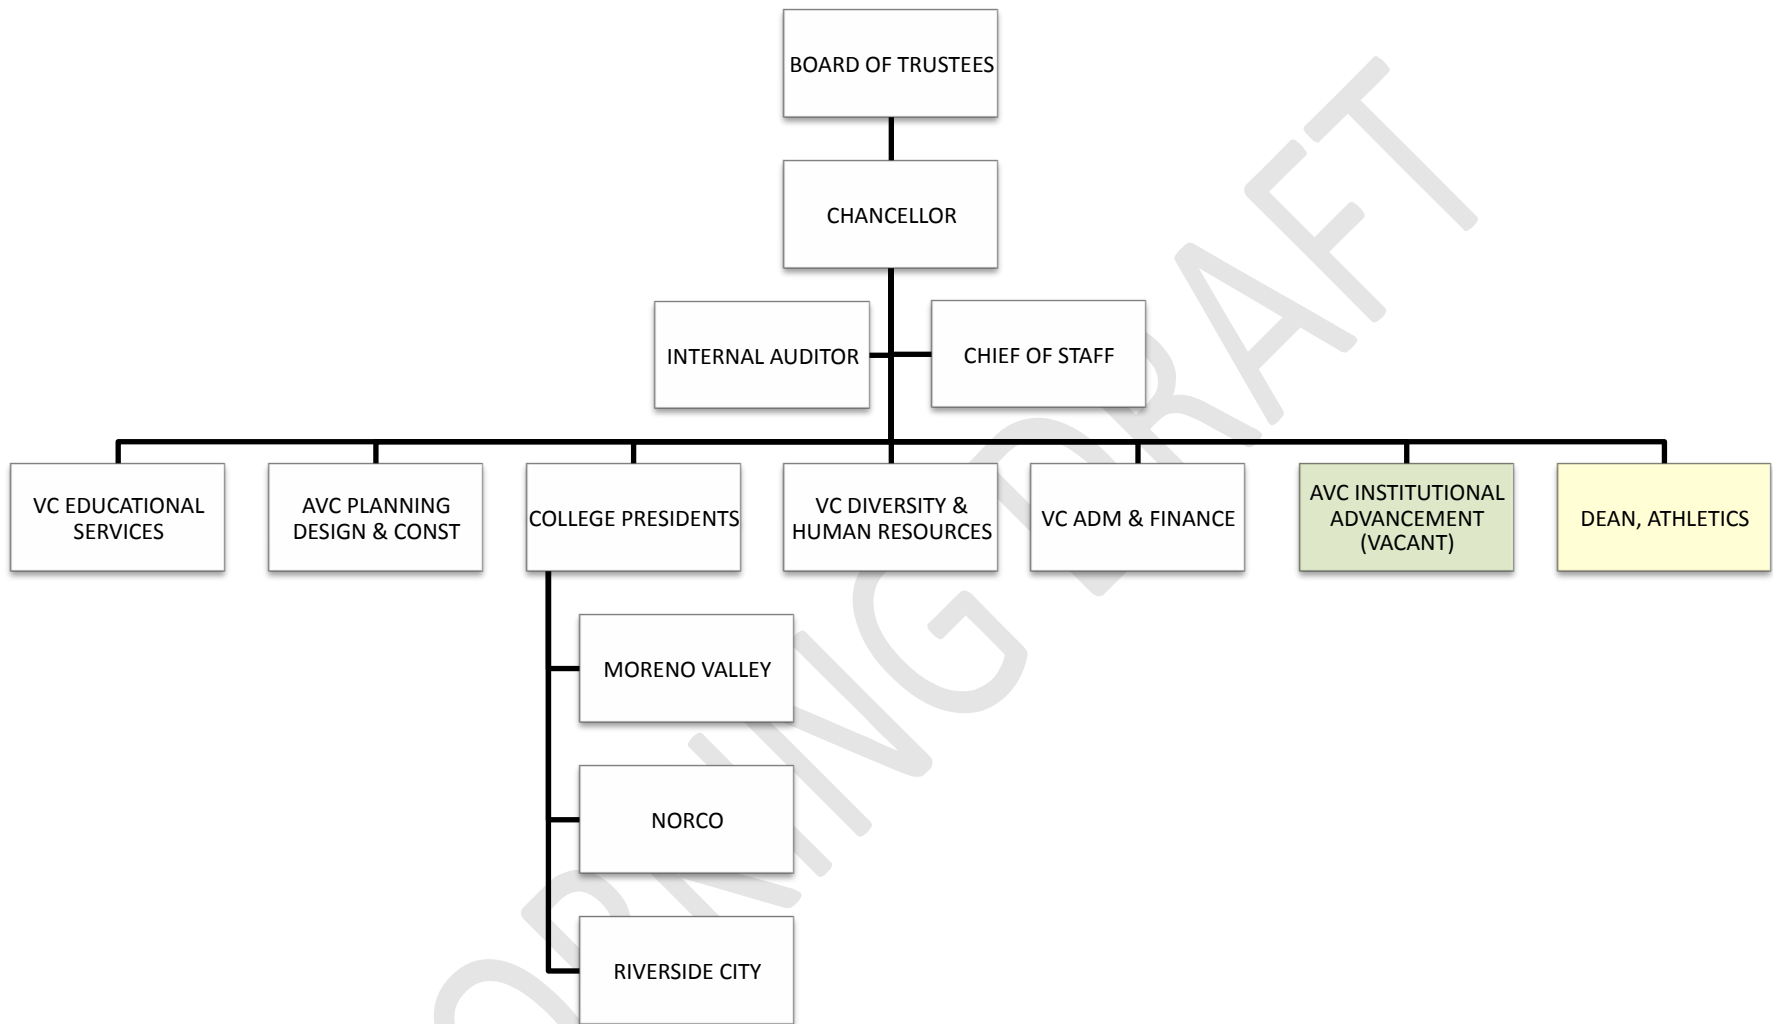 BOARD OF TRUSTEES
CHANCELLOR
INTERNAL AUDITOR
CHIEF OF STAFF
VC EDUCATIONAL
SERVICES
AVC PLANNING
DESIGN & CONST
COLLEGE PRESIDENTS
VC DIVERSITY &
HUMAN RESOURCES
VC ADM & FINANCE
AVC INSTITUTIONAL
ADVANCEMENT
(VACANT)
DEAN, ATHLETICS
MORENO VALLEY
NORCO
RIVERSIDE CITY
ORKING DRAFT